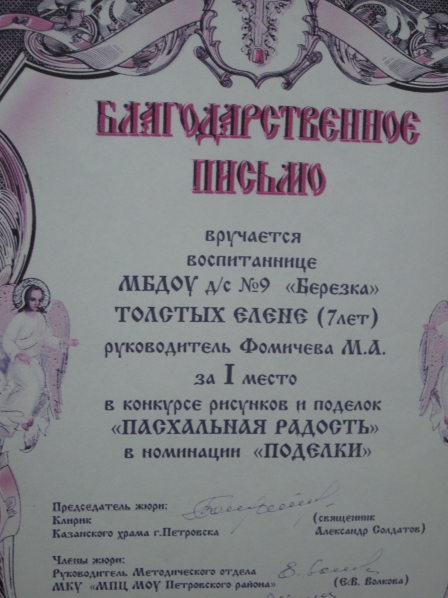 БЛАГОДАРСТВЕННОЕ
ПИСЬМО
вручается
воспитаннице
МБДОУ д/с №9 «Березка»
ТОЛСТЫХ ЕЛЕНЕ (7лет)
руководитель Фомичева М.А.
за I место
в конкурсе рисунков и поделок
«ПАСХАЛЬНАЯ РАДОСТЬ»
в номинации «ПОДЕЛКИ»
Председатель жюри:
Клирик (священник
Казанского храма г.Петровска Александр Солдатов)
Члены жюри:
Руководитель Методического отдела
МКУ «МПЦ МОУ Петровского района» (Е.В. Волкова)